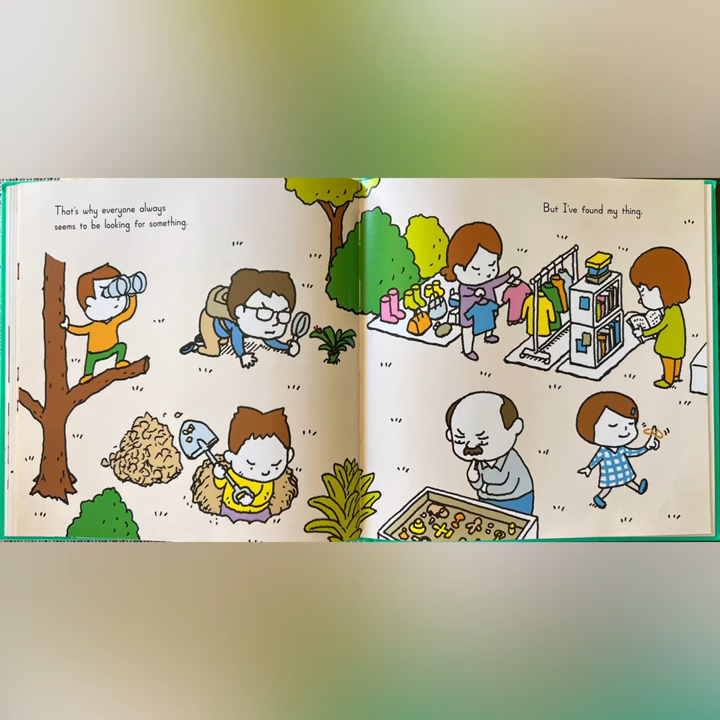 That's why everyone always
seems to be looking for something.
But I've found my thing.